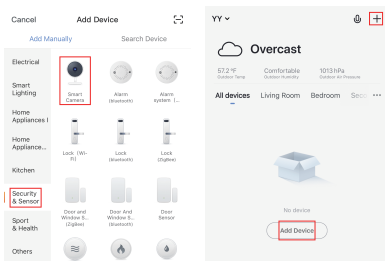 Cancel Add Device
Add Manually Search Device
Electrical
Smart
Lighting
Home
Appliances I
Home
Appliance...
Kitchen
Security
& Sensor
Sport
& Health
Others
Smart
Camera
Alarm
(bluetooth)
Alarm
system (...
Lock (Wi-
Fi)
Lock
(bluetooth)
Lock
(ZigBee)
Door and
Window S...
(ZigBee)
Door And
Window S...
(bluetooth)
Door
Sensor
YY
Overcast
57.2 °F Comfortable 1013 hPa
Outdoor Temp Outdoor Humidity Outdoor Air Pressure
All devices Living Room Bedroom Seco ...
No device
Add Device